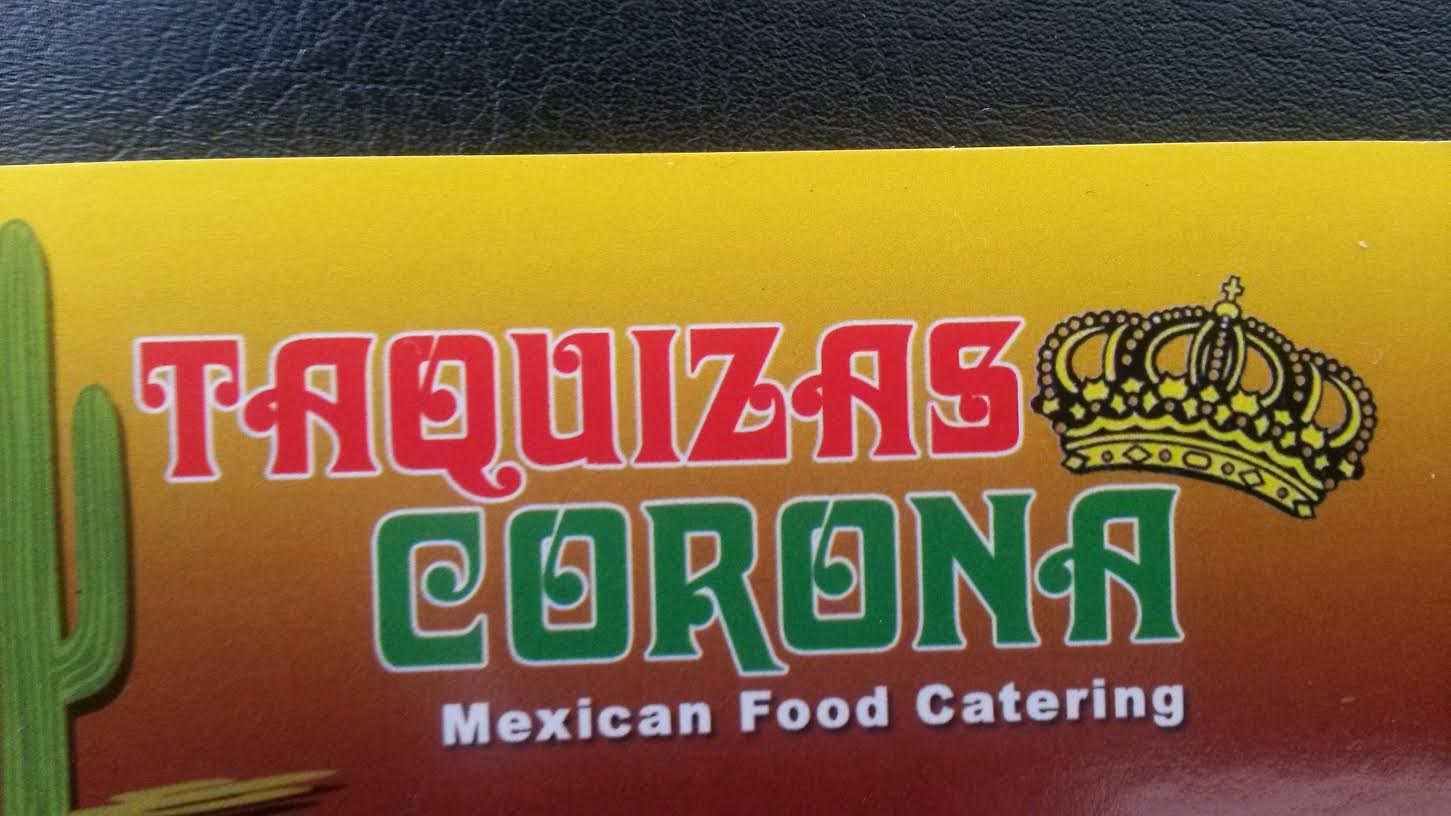 TAQUIZAS
CORONA
Mexican Food Catering